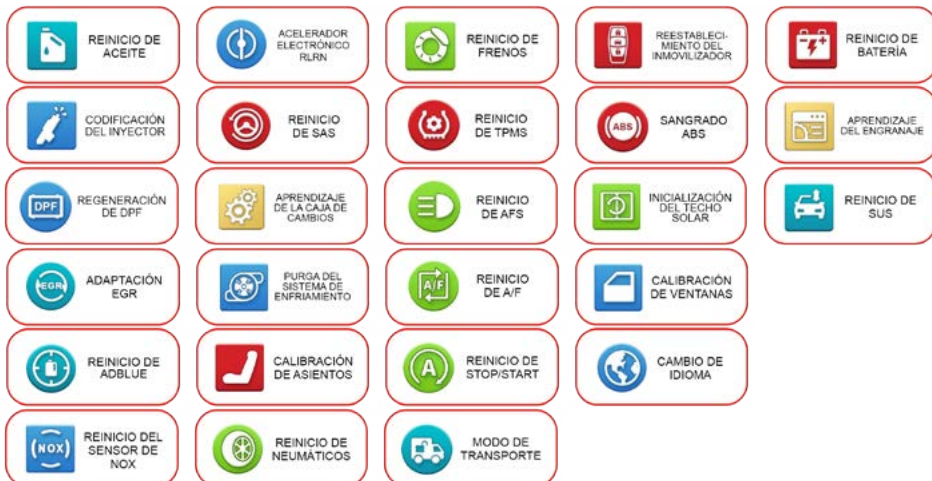 REINICIO DE
ACEITE
ACELERADOR
ELECTRÓNICO
RLRN
REINICIO DE
FRENOS
REESTABLECI-
MIENTO DEL
INMOVILIZADOR
REINICIO DE
BATERÍA
CODIFICACIÓN
DEL INYECTOR
REINICIO
DE SAS
REINICIO
DE TPMS
ABS
SANGRADO
ABS
APRENDIZAJE
DEL ENGRANAJE
DPF
REGENERACIÓN
DE DPF
APRENDIZAJE
DE LA CAJA DE
CAMBIOS
REINICIO
DE AFS
INICIALIZACIÓN
DEL TECHO
SOLAR
REINICIO DE
SUS
EGR
ADAPTACIÓN
EGR
PURGA DEL
SISTEMA DE
ENFRIAMIENTO
A/F
REINICIO
DE A/F
CALIBRACIÓN
DE VENTANAS
REINICIO DE
ADBLUE
CALIBRACIÓN
DE ASIENTOS
A
REINICIO DE
STOP/START
CAMBIO DE
IDIOMA
NOX
REINICIO DEL
SENSOR DE
NOX
REINICIO DE
NEUMÁTICOS
MODO DE
TRANSPORTE